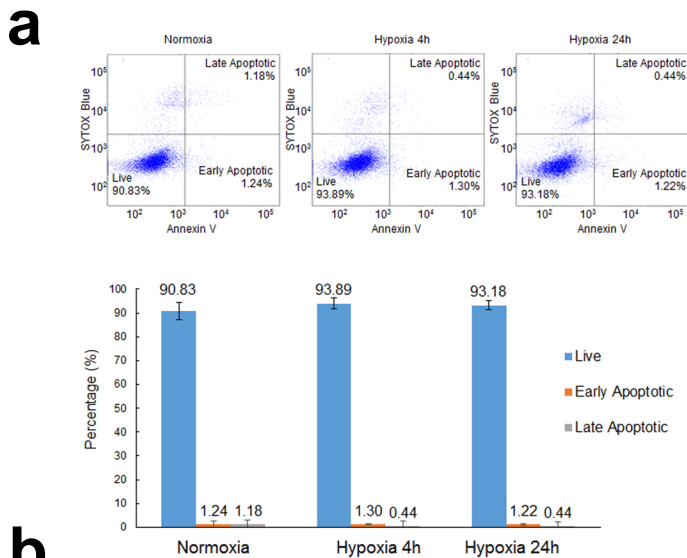 a
Normoxia
Hypoxia 4h
Hypoxia 24h
SYTOX Blue
10⁵
10⁴
10³
10²
Late Apoptotic
1.18%
Live
90.83%
Early Apoptotic
1.24%
10² 10³ 10⁴ 10⁵
Annexin V
SYTOX Blue
10⁵
10⁴
10³
10²
Late Apoptotic
0.44%
Live
93.89%
Early Apoptotic
1.30%
10² 10³ 10⁴ 10⁵
Annexin V
SYTOX Blue
10⁵
10⁴
10³
10²
Late Apoptotic
0.44%
Live
93.18%
Early Apoptotic
1.22%
10² 10³ 10⁴ 10⁵
Annexin V
Percentage (%)
100
90
80
70
60
50
40
30
20
10
0
90.83
1.24 1.18
93.89
1.30 0.44
93.18
1.22 0.44
Normoxia
Hypoxia 4h
Hypoxia 24h
Live
Early Apoptotic
Late Apoptotic
b